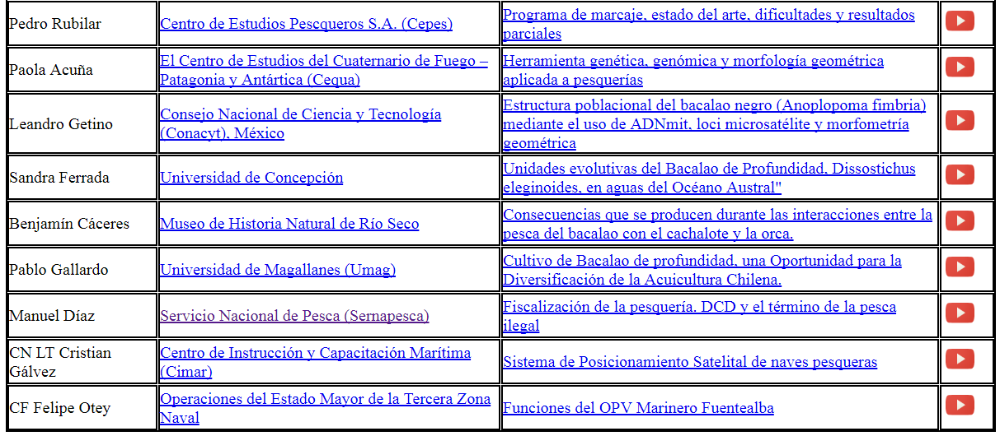 Pedro Rubilar
Centro de Estudios Pescqueros S.A. (Cepes)
Programa de marcaje, estado del arte, dificultades y resultados
parciales
Paola Acuña
El Centro de Estudios del Cuaternario de Fuego –
Patagonia y Antártica (Cequa)
Herramienta genética, genómica y morfología geométrica
aplicada a pesquerías
Leandro Getino
Consejo Nacional de Ciencia y Tecnología
(Conacyt), México
Estructura poblacional del bacalao negro (Anoplopoma fimbria)
mediante el uso de ADNmit, loci microsatélite y morfometría
geométrica
Sandra Ferrada
Universidad de Concepción
Unidades evolutivas del Bacalao de Profundidad, Dissostichus
eleginoides, en aguas del Océano Austral"
Benjamín Cáceres
Museo de Historia Natural de Río Seco
Consecuencias que se producen durante las interacciones entre la
pesca del bacalao con el cachalote y la orca.
Pablo Gallardo
Universidad de Magallanes (Umag)
Cultivo de Bacalao de profundidad, una Oportunidad para la
Diversificación de la Acuicultura Chilena.
Manuel Díaz
Servicio Nacional de Pesca (Sernapesca)
Fiscalización de la pesquería. DCD y el término de la pesca
ilegal
CN LT Cristian
Gálvez
Centro de Instrucción y Capacitación Marítima
(Cimar)
Sistema de Posicionamiento Satelital de naves pesqueras
CF Felipe Otey
Operaciones del Estado Mayor de la Tercera Zona
Naval
Funciones del OPV Marinero Fuentealba